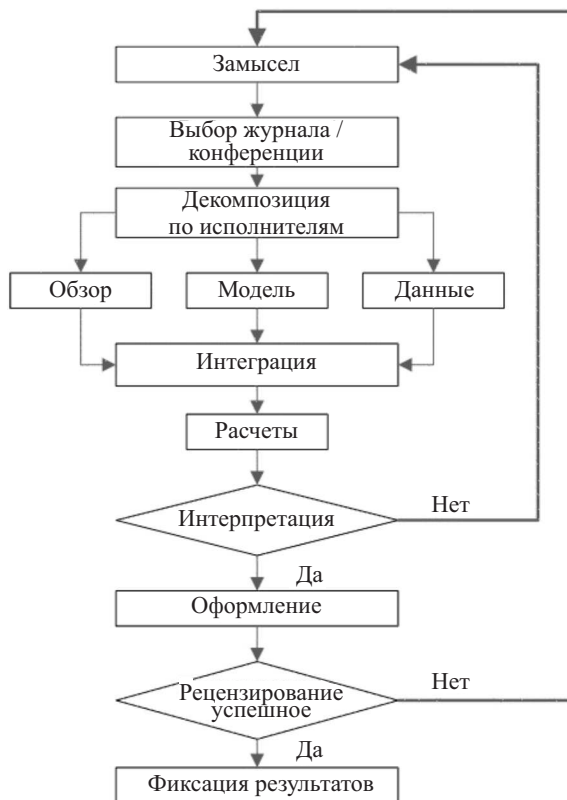 Замысел
Выбор журнала /
конференции
Декомпозиция
по исполнителям
Обзор
Модель
Данные
Интеграция
Расчеты
Интерпретация
Нет
Да
Оформление
Рецензирование
успешное
Нет
Да
Фиксация результатов